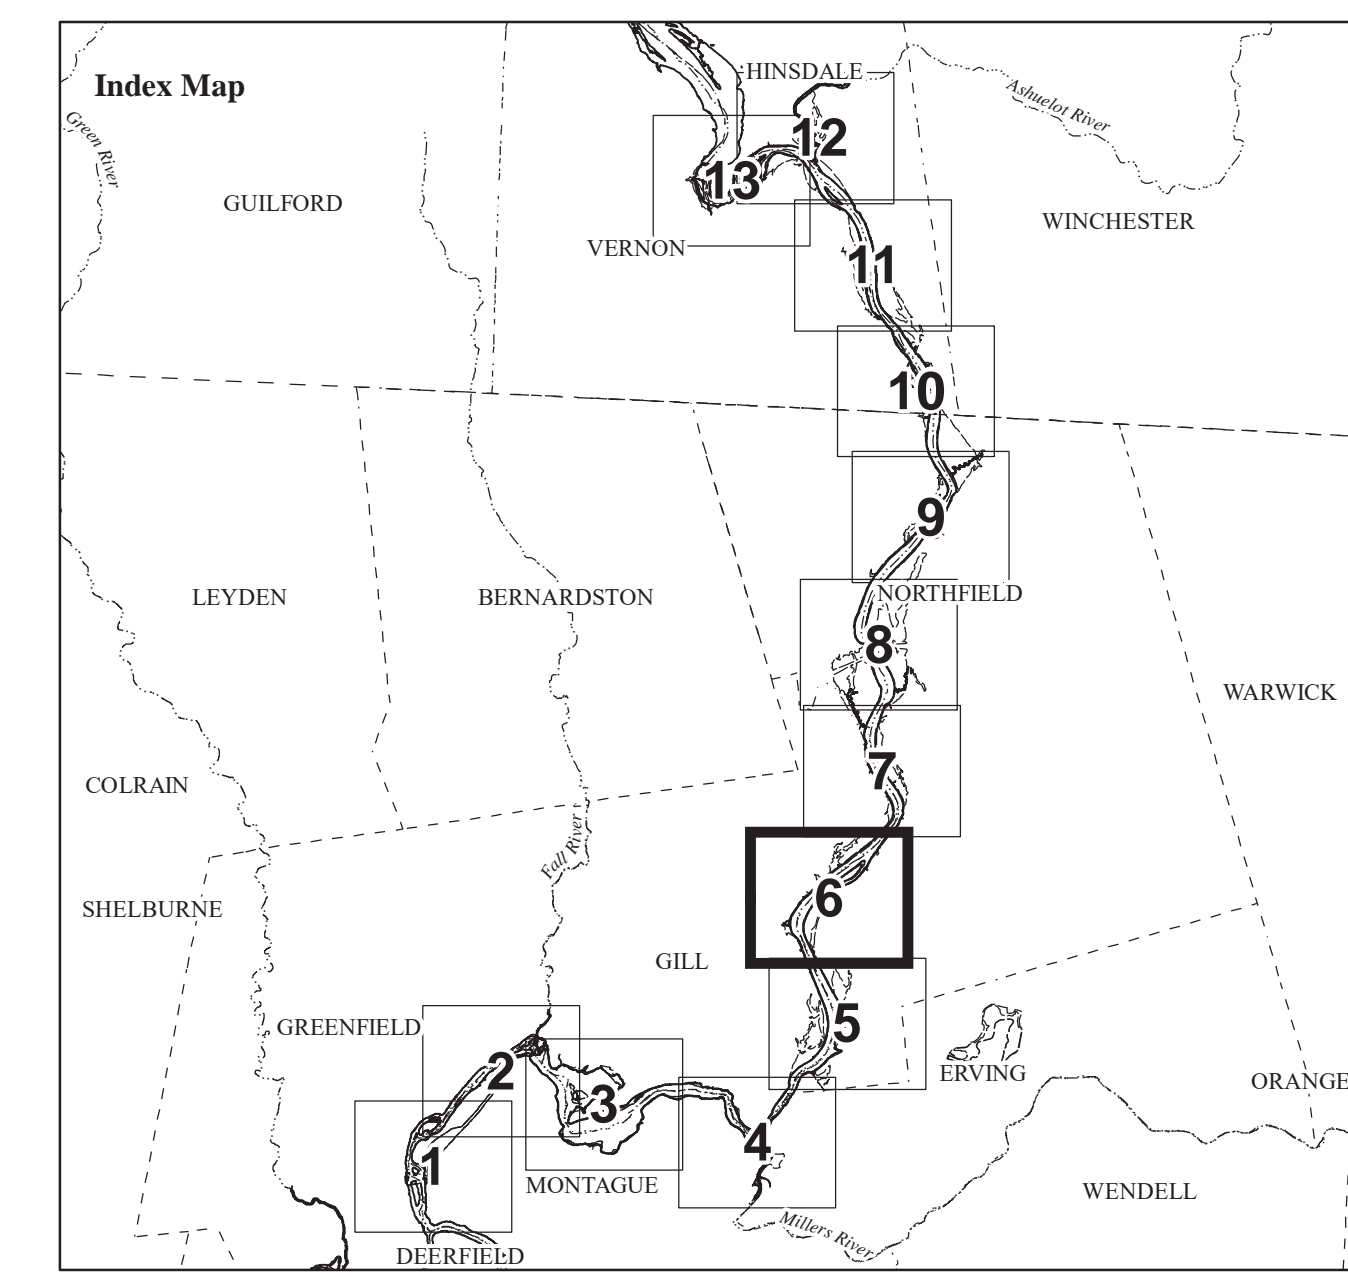 HINSDALE
Index Map
Ashuelot River
Green River
12
13
GUILFORD
WINCHESTER
VERNON
11
10
9
LEYDEN
BERNARDSTON
NORTHFIELD
8
WARWICK
7
COLRAIN
Fall River
6
SHELBURNE
GILL
5
GREENFIELD
2
ERVING
ORANGE
3
4
1
MONTAGUE
WENDELL
Millers River
DEERFIELD